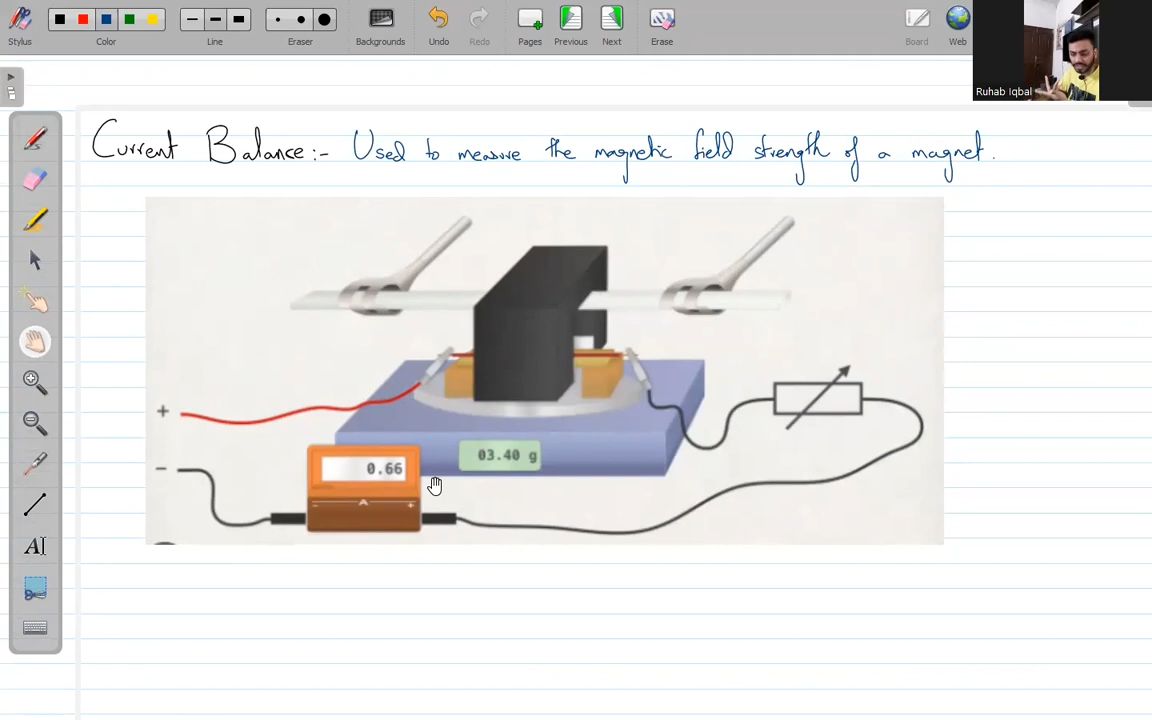 Stylus Color Line Eraser Backgrounds Undo Redo Pages Previous Next Erase Board Web
Ruhab Iqbal
Current Balance:- Used to measure the magnetic field strength of a magnet.
+
−
0.66
03.40 g
− A +
AI